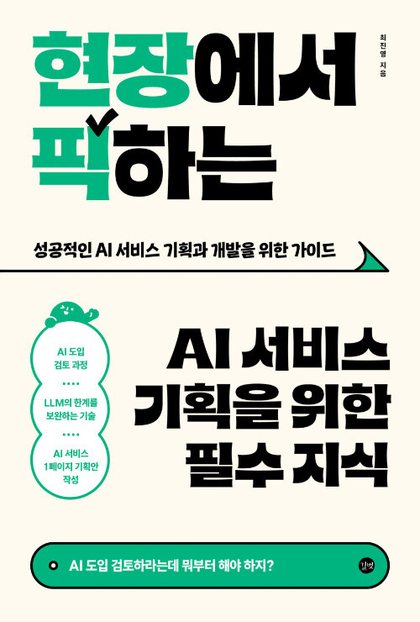 현장에서
픽하는
최진영 지음
성공적인 AI 서비스 기획과 개발을 위한 가이드
AI 서비스
기획을 위한
필수 지식
AI 도입
검토 과정
LLM의 한계를
보완하는 기술
AI 서비스
1페이지 기획안
작성
AI 도입 검토하라는데 뭐부터 해야 하지?
길벗